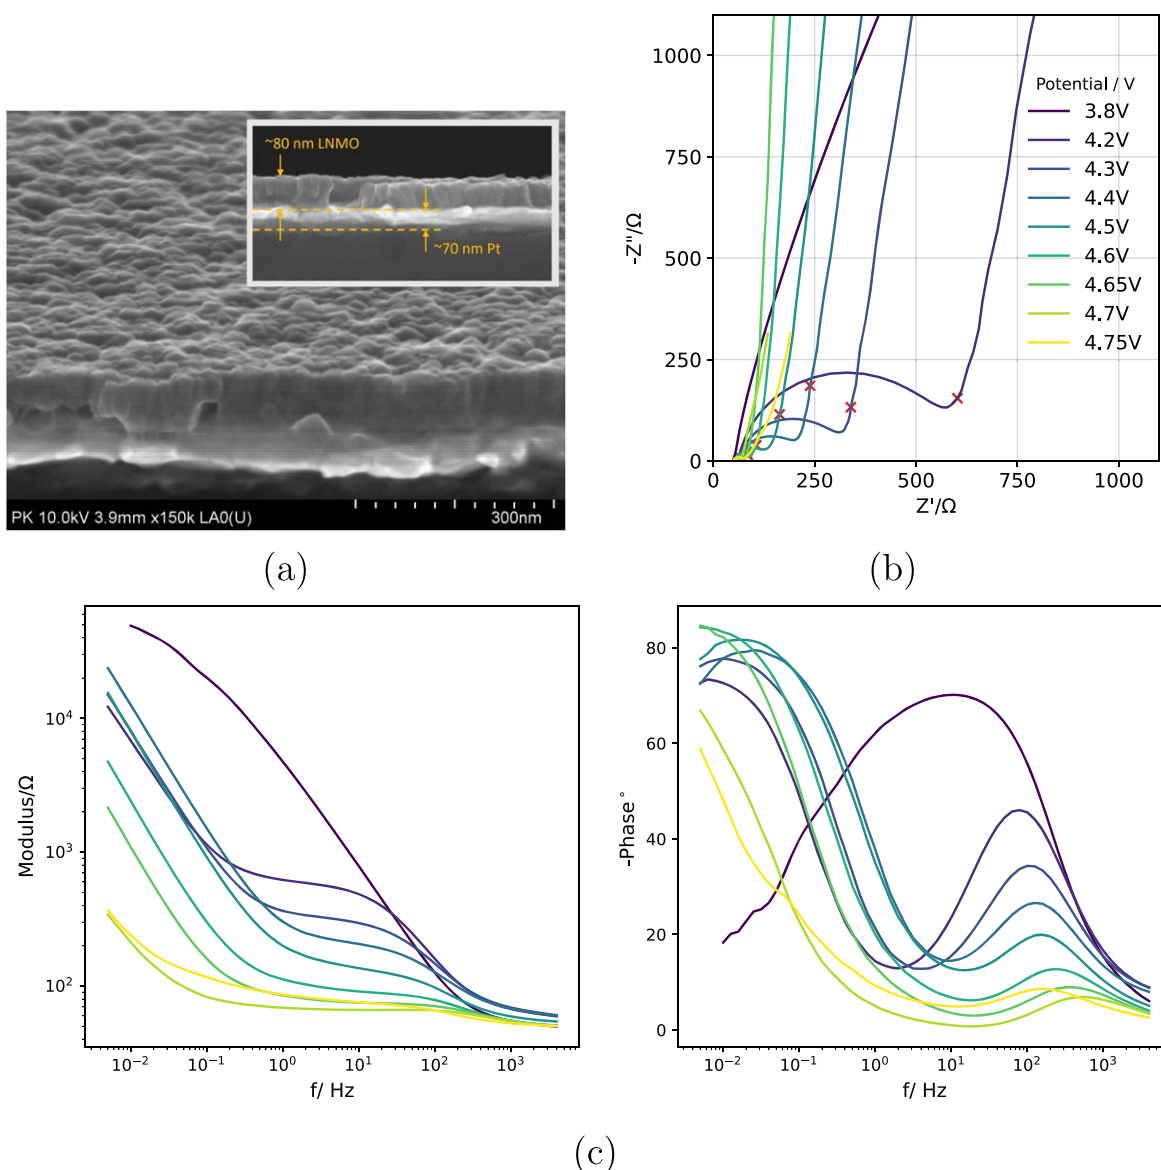 ~80 nm LNMO
~70 nm Pt
PK 10.0kV 3.9mm x150k LA0(U)
300nm
(a)
1000
750
500
250
0
-Z"/Ω
0
250
500
750
1000
Z'/Ω
Potential / V
3.8V
4.2V
4.3V
4.4V
4.5V
4.6V
4.65V
4.7V
4.75V
(b)
10⁴
10³
10²
Modulus/Ω
10⁻²
10⁻¹
10⁰
10¹
10²
10³
f/ Hz
80
60
40
20
0
-Phase°
10⁻²
10⁻¹
10⁰
10¹
10²
10³
f/ Hz
(c)